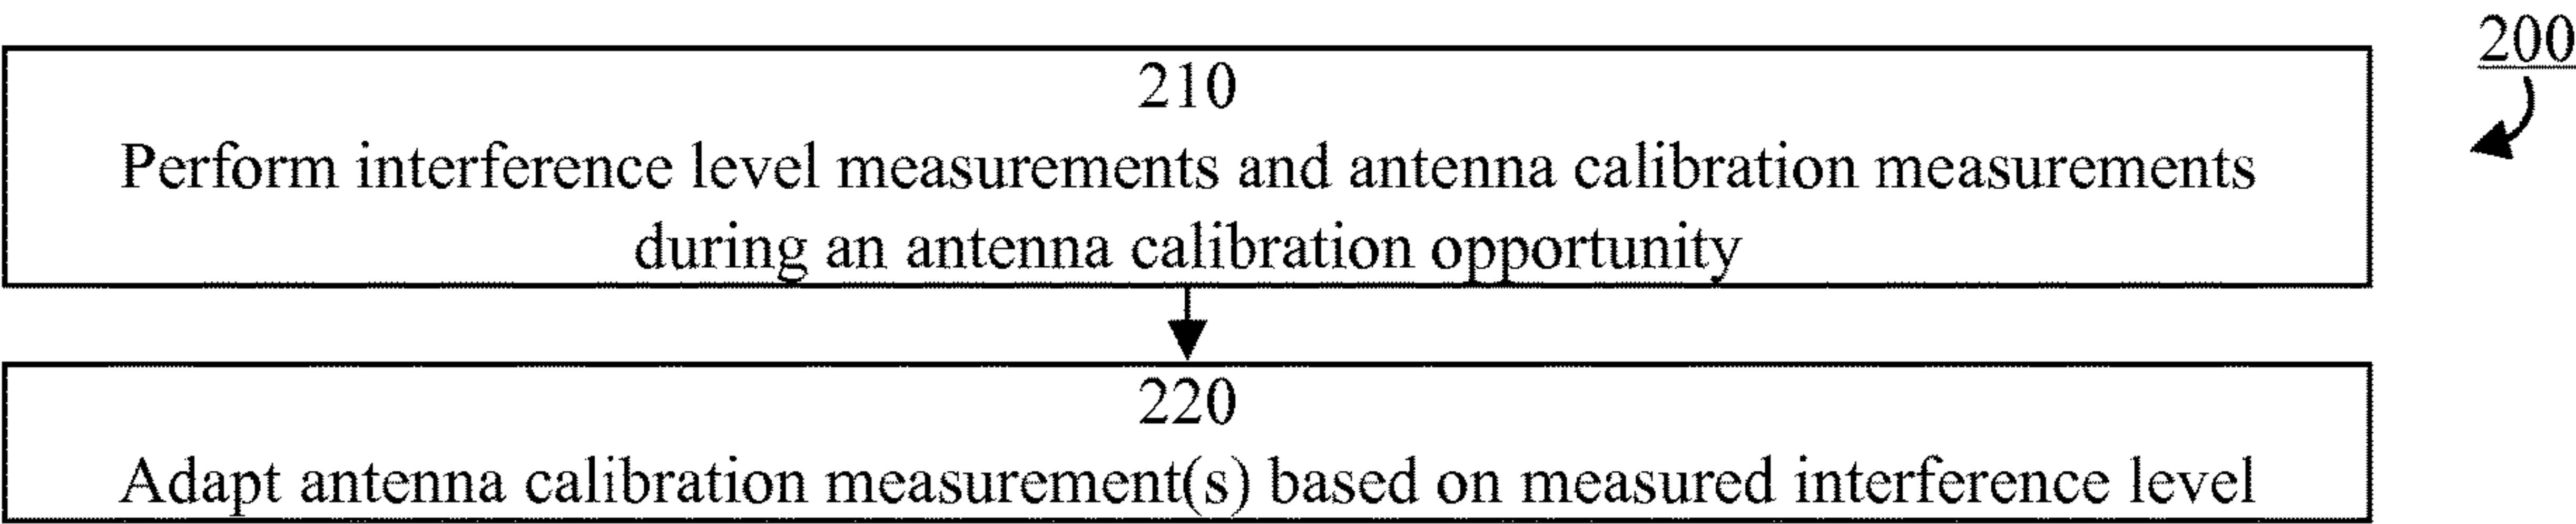 200
210
Perform interference level measurements and antenna calibration measurements
during an antenna calibration opportunity
220
Adapt antenna calibration measurement(s) based on measured interference level